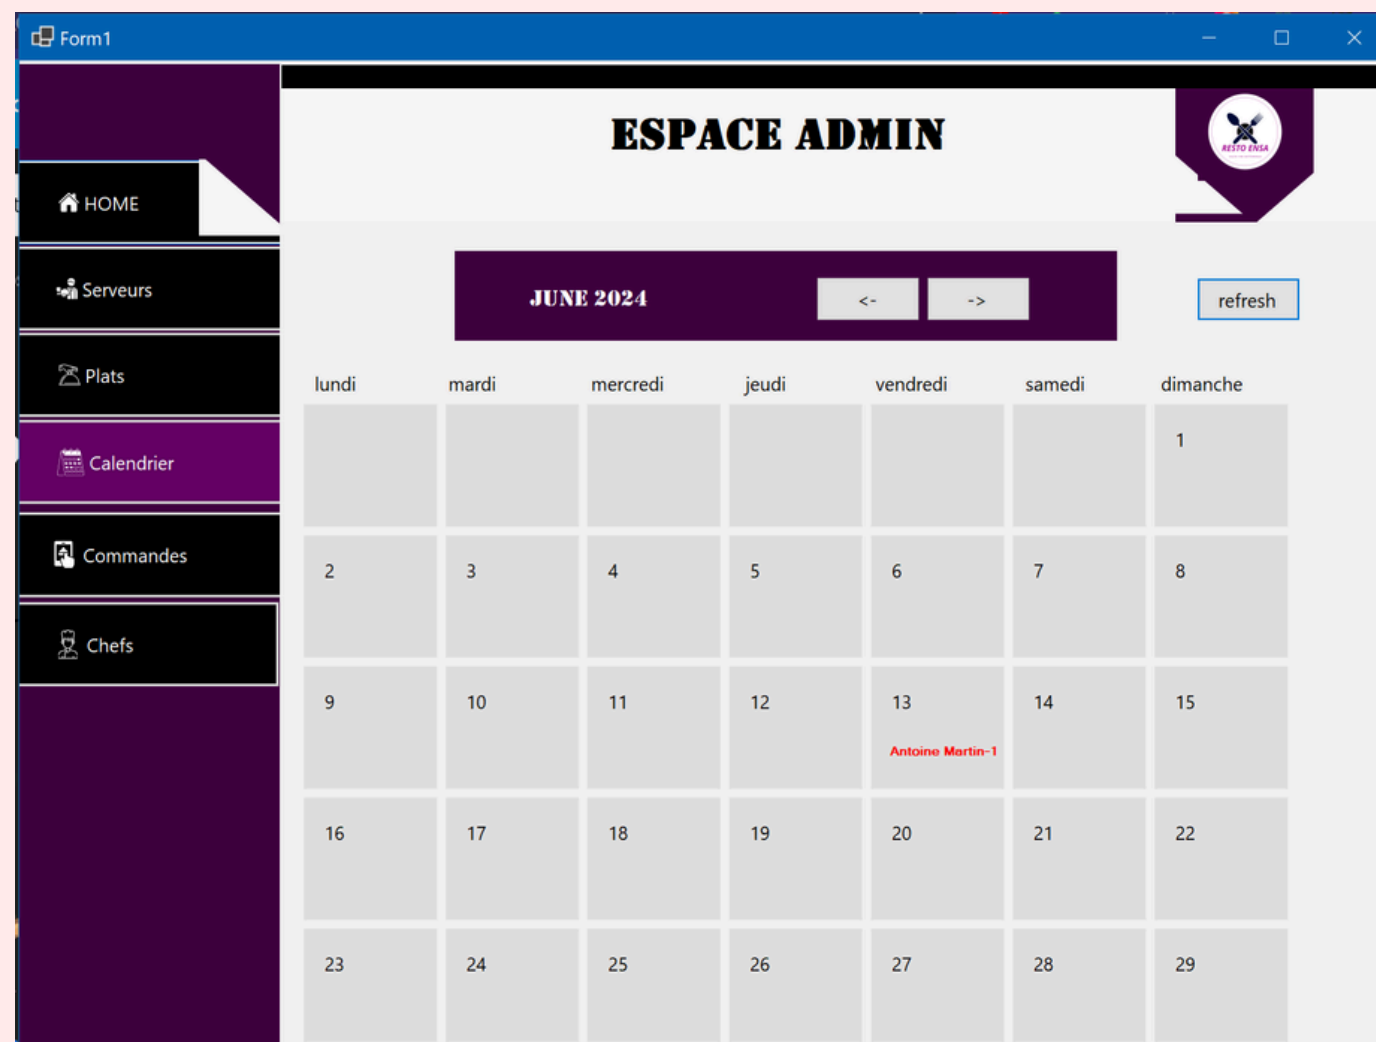 Form1
ESPACE ADMIN
RESTO ENSA
HOME
Serveurs
Plats
Calendrier
Commandes
Chefs
JUNE 2024
<-
->
refresh
lundi mardi mercredi jeudi vendredi samedi dimanche
1
2 3 4 5 6 7 8
9 10 11 12 13 14 15
Antoine Martin-1
16 17 18 19 20 21 22
23 24 25 26 27 28 29